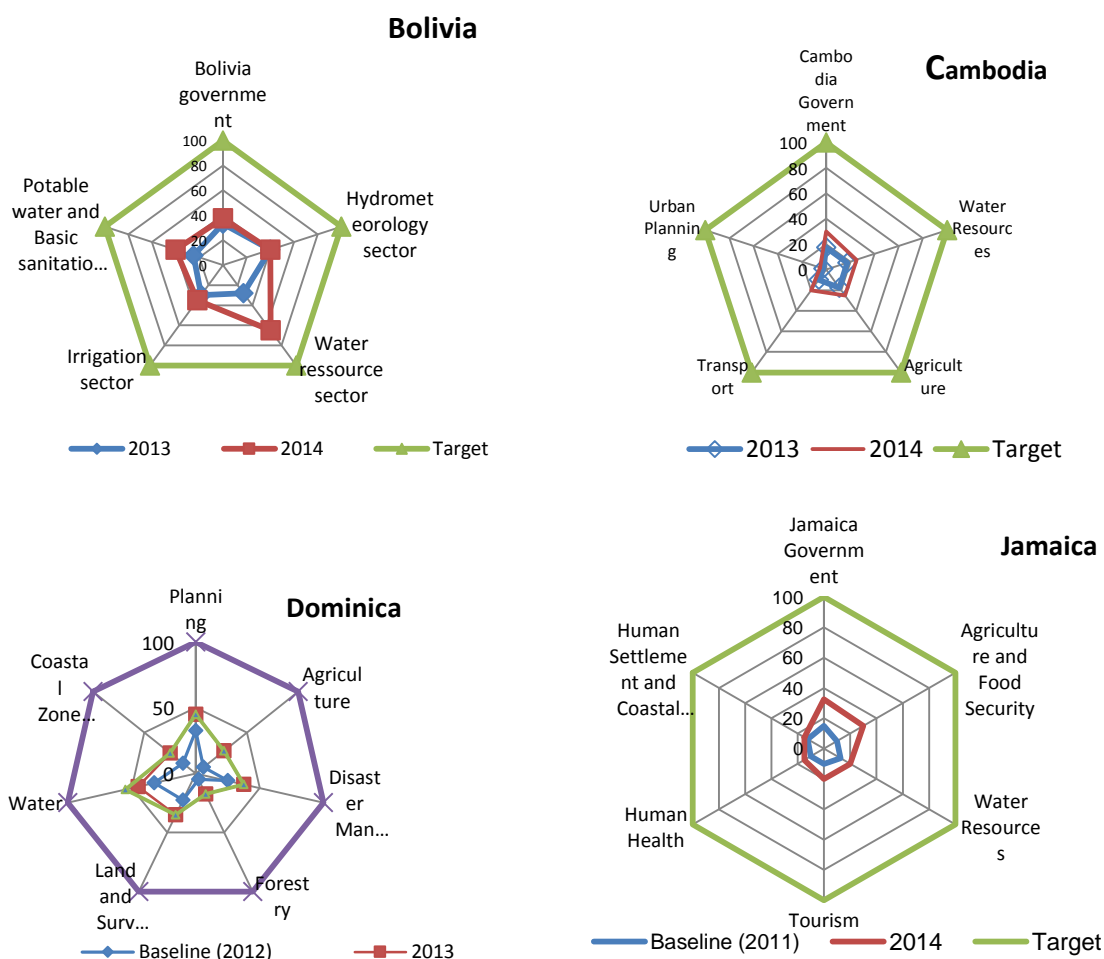 Bolivia
Bolivia
governme
nt
100
80
60
40
20
0
Hydromet
eorology
sector
Water
ressource
sector
Irrigation
sector
Potable
water and
Basic
sanitatio...
2013
2014
Target
Cambodia
Cambo
dia
Govern
ment
100
80
60
40
20
0
Water
Resourc
es
Agricult
ure
Transp
ort
Urban
Plannin
g
2013
2014
Target
Dominica
Planni
ng
100
50
0
Agricul
ture
Disast
er
Man...
Forest
ry
Land
and
Surv...
Water
Coasta
l
Zone...
Baseline (2012)
2013
Jamaica
Jamaica
Governm
ent
100
80
60
40
20
0
Agricultu
re and
Food
Security
Water
Resource
s
Tourism
Human
Health
Human
Settleme
nt and
Coastal...
Baseline (2011)
2014
Target